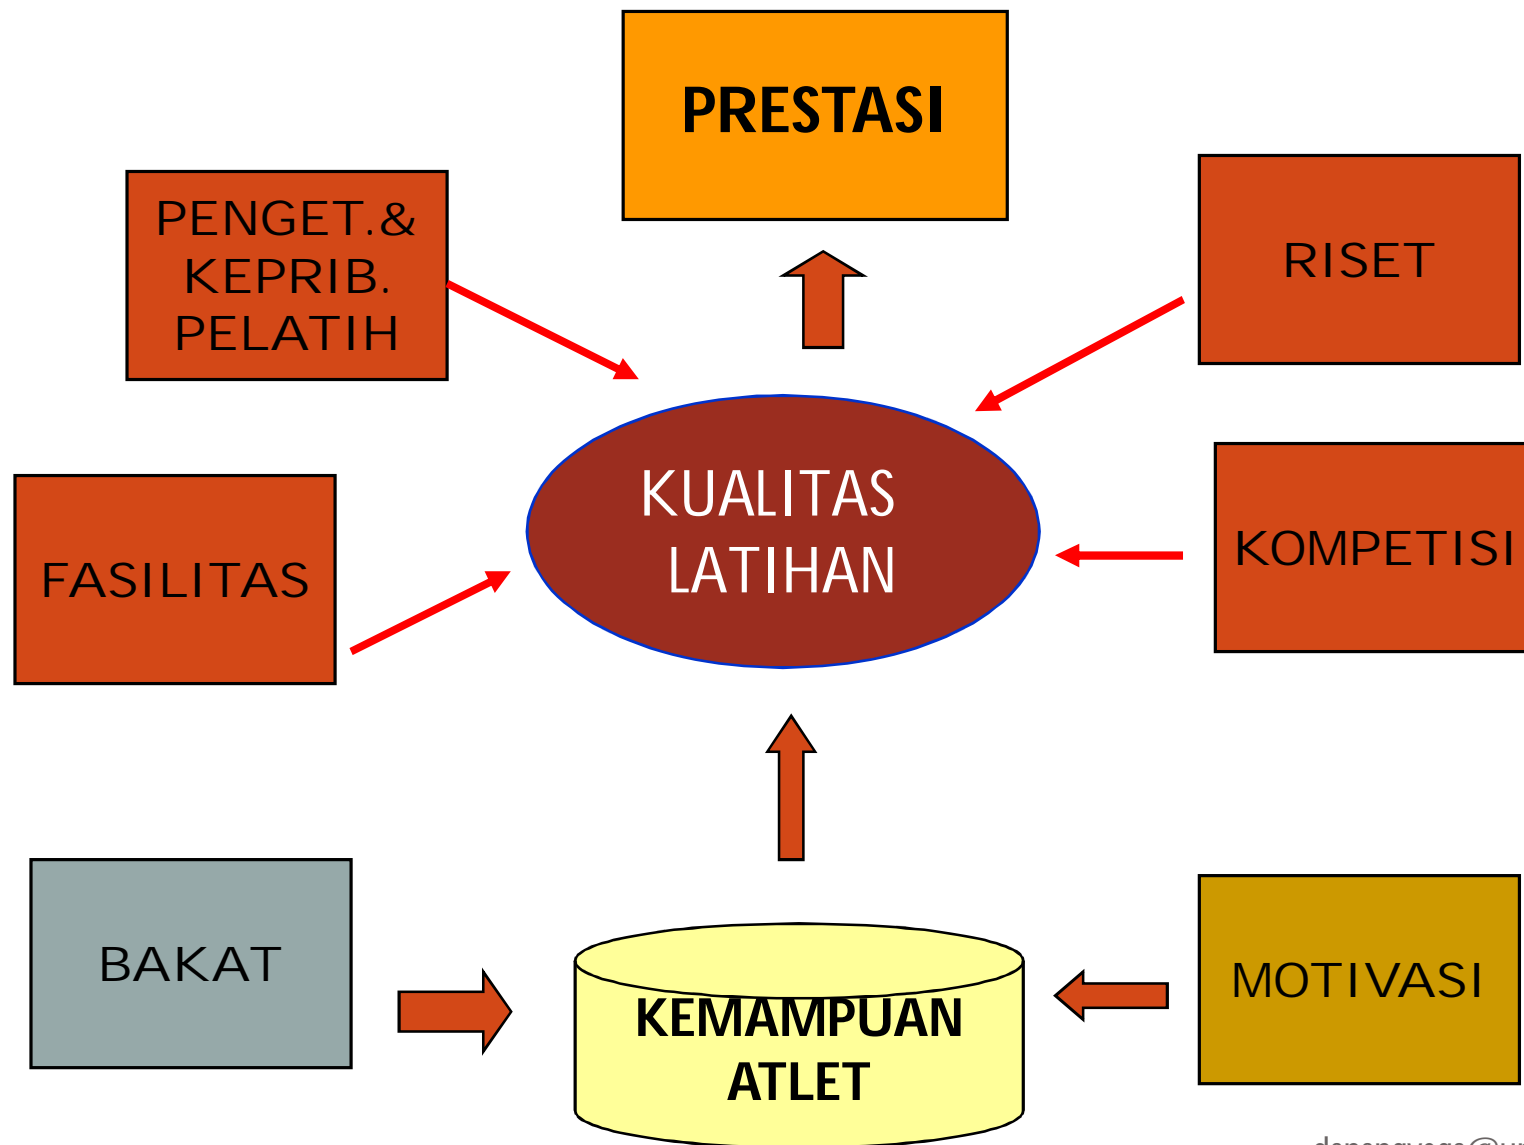 PRESTASI
PENGET.&
KEPRIB.
PELATIH
RISET
KUALITAS
LATIHAN
FASILITAS
KOMPETISI
BAKAT
KEMAMPUAN
ATLET
MOTIVASI